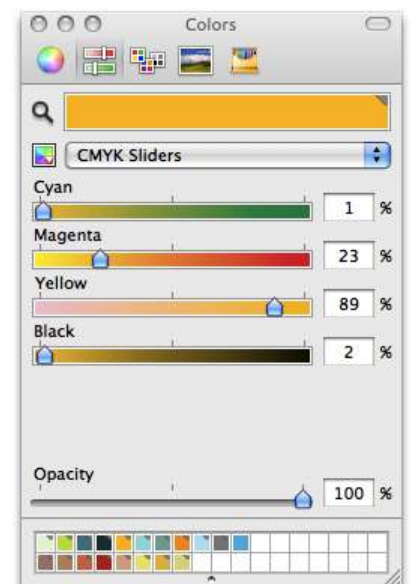 Colors
CMYK Sliders
Cyan
1 %
Magenta
23 %
Yellow
89 %
Black
2 %
Opacity
100 %